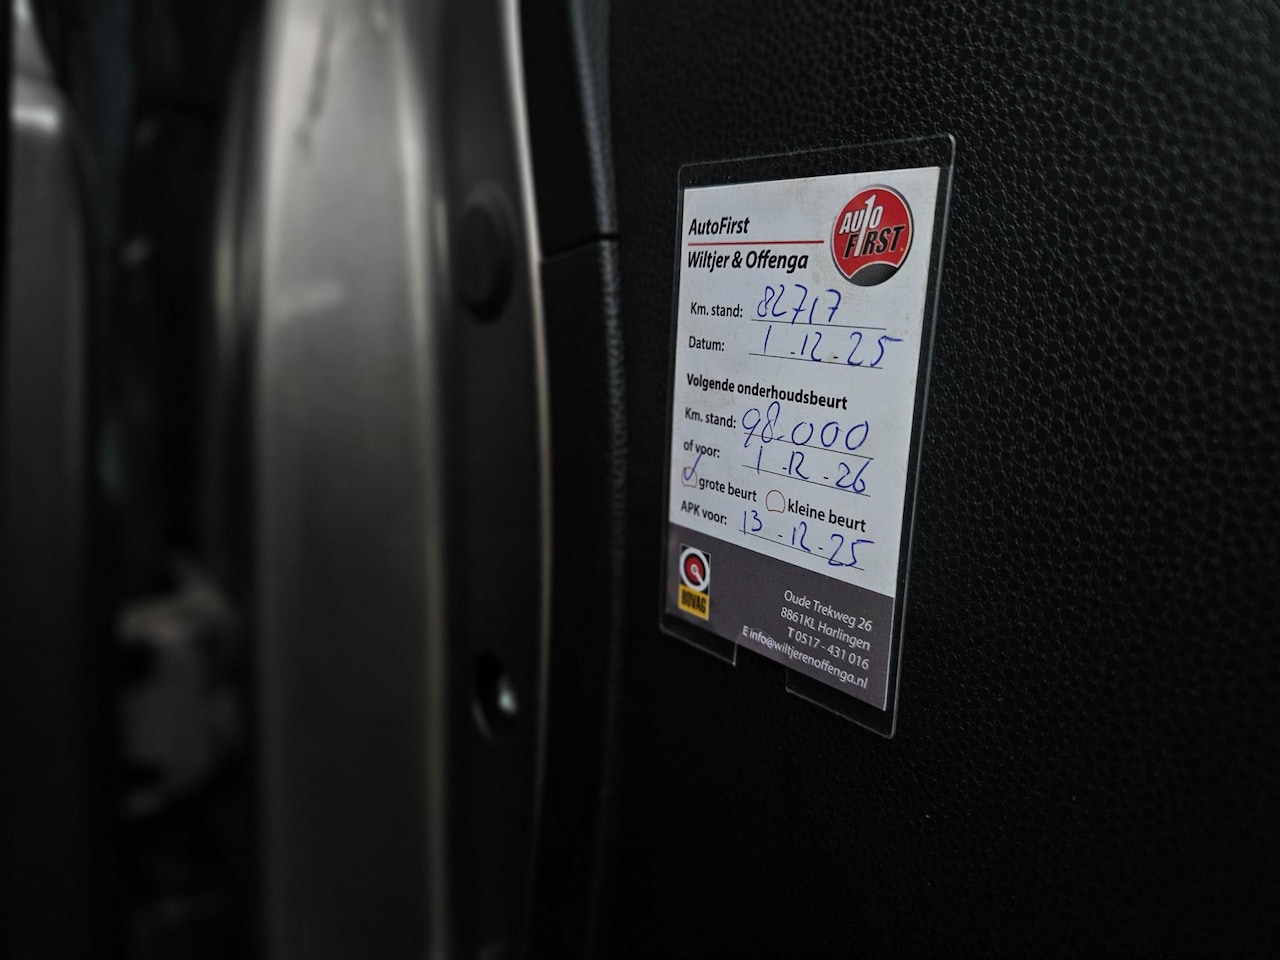 AutoFirst
Wiltjer & Offenga
AUTO
FIRST
Km. stand: 82717
Datum: 1-12-25
Volgende onderhoudsbeurt
Km. stand: 98.000
of voor: 1-12-26
grote beurt kleine beurt
APK voor: 13-12-25
BOVAG
Oude Trekweg 26
8861KL Harlingen
T 0517 - 431 016
E info@wiltjerenoffenga.nl